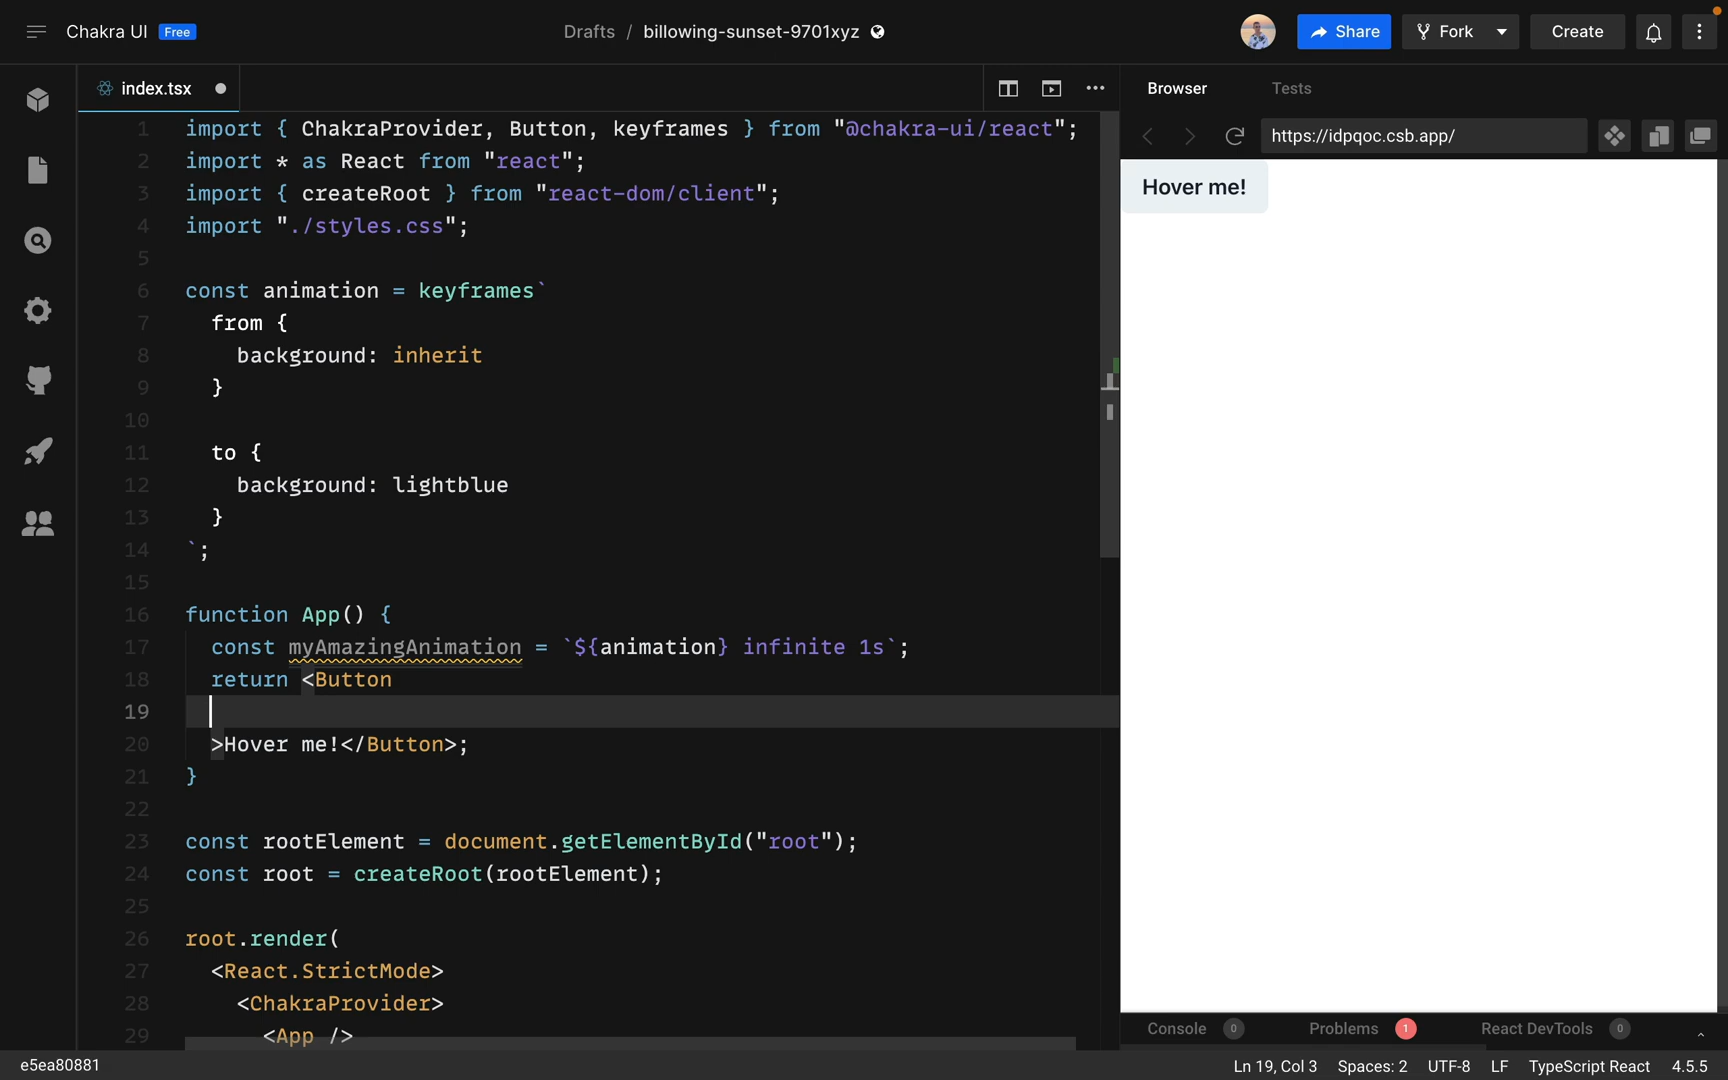 Chakra UI Free
Drafts / billowing-sunset-9701xyz
Share
Fork
Create
index.tsx
Browser
Tests
https://idpqoc.csb.app/
Hover me!
1 import { ChakraProvider, Button, keyframes } from "@chakra-ui/react";
2 import * as React from "react";
3 import { createRoot } from "react-dom/client";
4 import "./styles.css";
5
6 const animation = keyframes`
7 from {
8 background: inherit
9 }
10
11 to {
12 background: lightblue
13 }
14 `;
15
16 function App() {
17 const myAmazingAnimation = `${animation} infinite 1s`;
18 return <Button
19
20 >Hover me!</Button>;
21 }
22
23 const rootElement = document.getElementById("root");
24 const root = createRoot(rootElement);
25
26 root.render(
27 <React.StrictMode>
28 <ChakraProvider>
29 <App />
Console 0
Problems 1
React DevTools 0
e5ea80881
Ln 19, Col 3
Spaces: 2
UTF-8
LF
TypeScript React
4.5.5